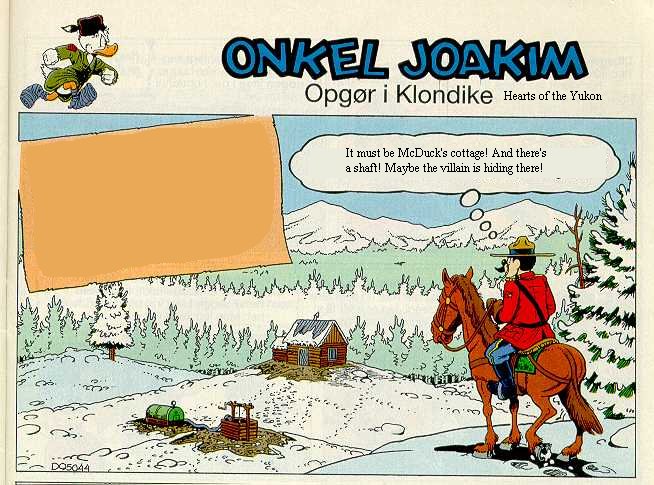 ONKEL JOAKIM
Opgør i Klondike Hearts of the Yukon
It must be McDuck's cottage! And there's
a shaft! Maybe the villain is hiding there!
DQ5044